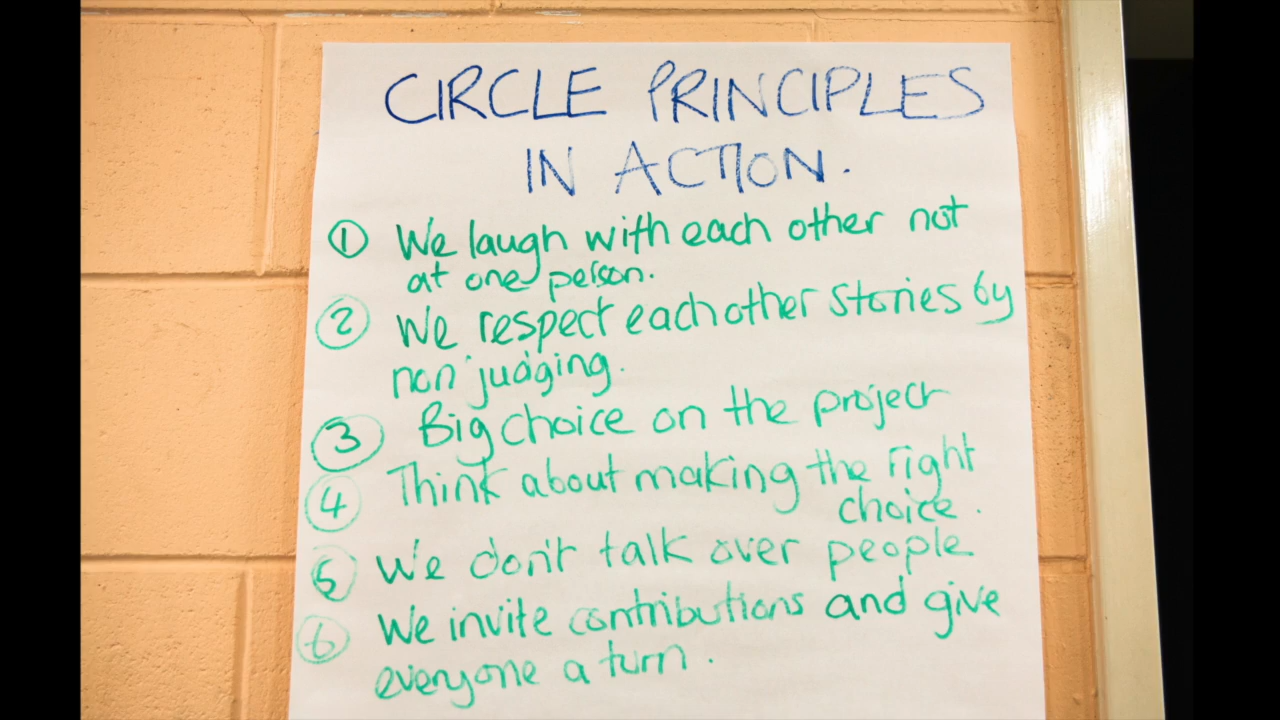 CIRCLE PRINCIPLES
IN ACTION.
① We laugh with each other not
at one person.
② We respect eachother stories by
non judging.
③ Big choice on the project
④ Think about making the right
choice.
⑤ We don't talk over people
⑥ We invite contributions and give
everyone a turn.